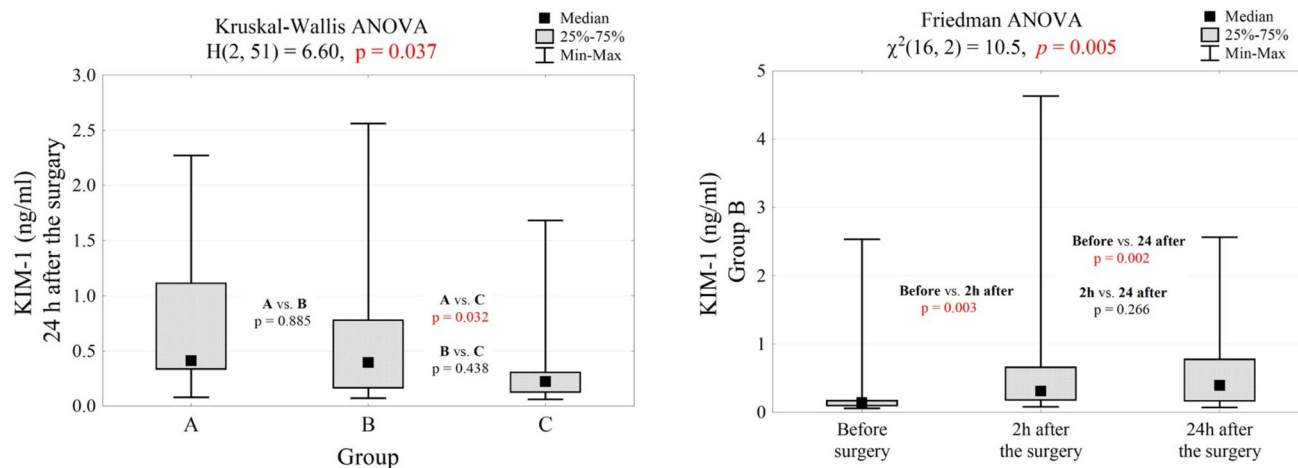 Kruskal-Wallis ANOVA
H(2, 51) = 6.60, p = 0.037
Median
25%-75%
Min-Max
KIM-1 (ng/ml)
24 h after the surgary
3.0
2.5
2.0
1.5
1.0
0.5
0.0
A vs. B
p = 0.885
A vs. C
p = 0.032
B vs. C
p = 0.438
A
B
C
Group
Friedman ANOVA
χ²(16, 2) = 10.5, p = 0.005
Median
25%-75%
Min-Max
KIM-1 (ng/ml)
Group B
5
4
3
2
1
0
Before vs. 2h after
p = 0.003
Before vs. 24 after
p = 0.002
2h vs. 24 after
p = 0.266
Before
surgery
2h after
the surgery
24h after
the surgery